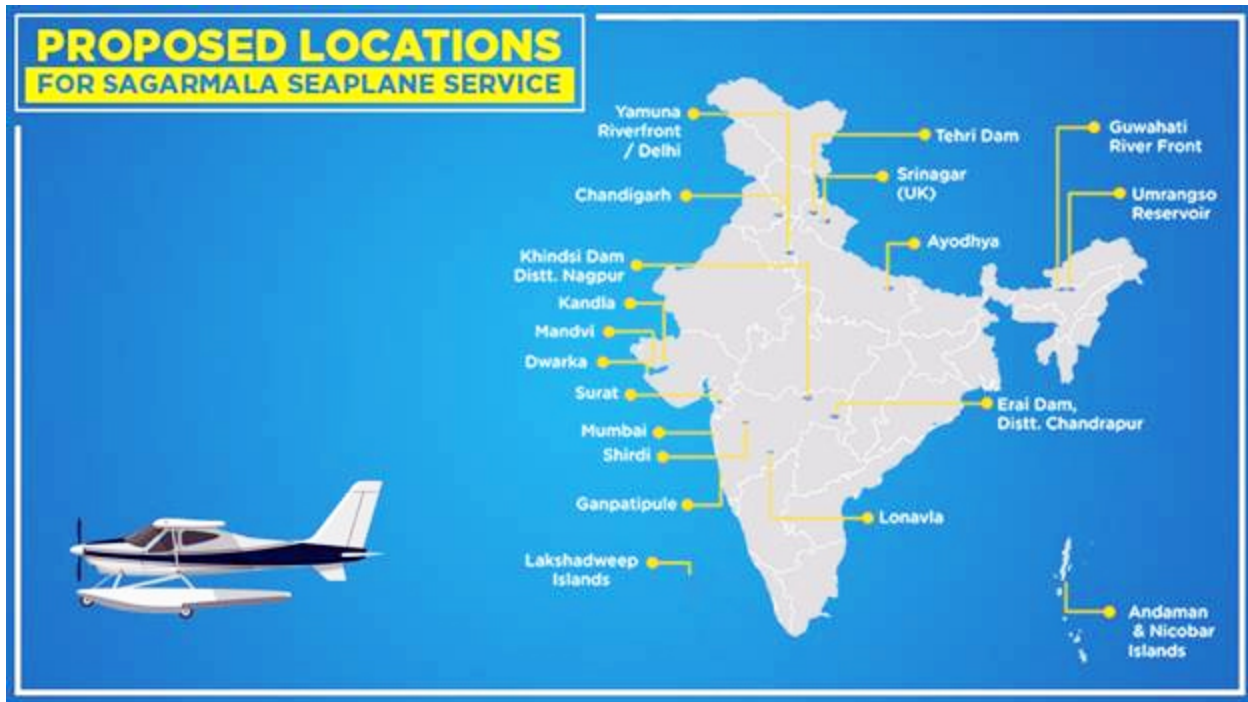 PROPOSED LOCATIONS
FOR SAGARMALA SEAPLANE SERVICE
Yamuna
Riverfront
/ Delhi
Chandigarh
Khindsi Dam
Distt. Nagpur
Kandla
Mandvi
Dwarka
Surat
Mumbai
Shirdi
Ganpatipule
Lakshadweep
Islands
Tehri Dam
Srinagar
(UK)
Ayodhya
Guwahati
River Front
Umrangso
Reservoir
Erai Dam,
Distt. Chandrapur
Lonavla
Andaman
& Nicobar
Islands